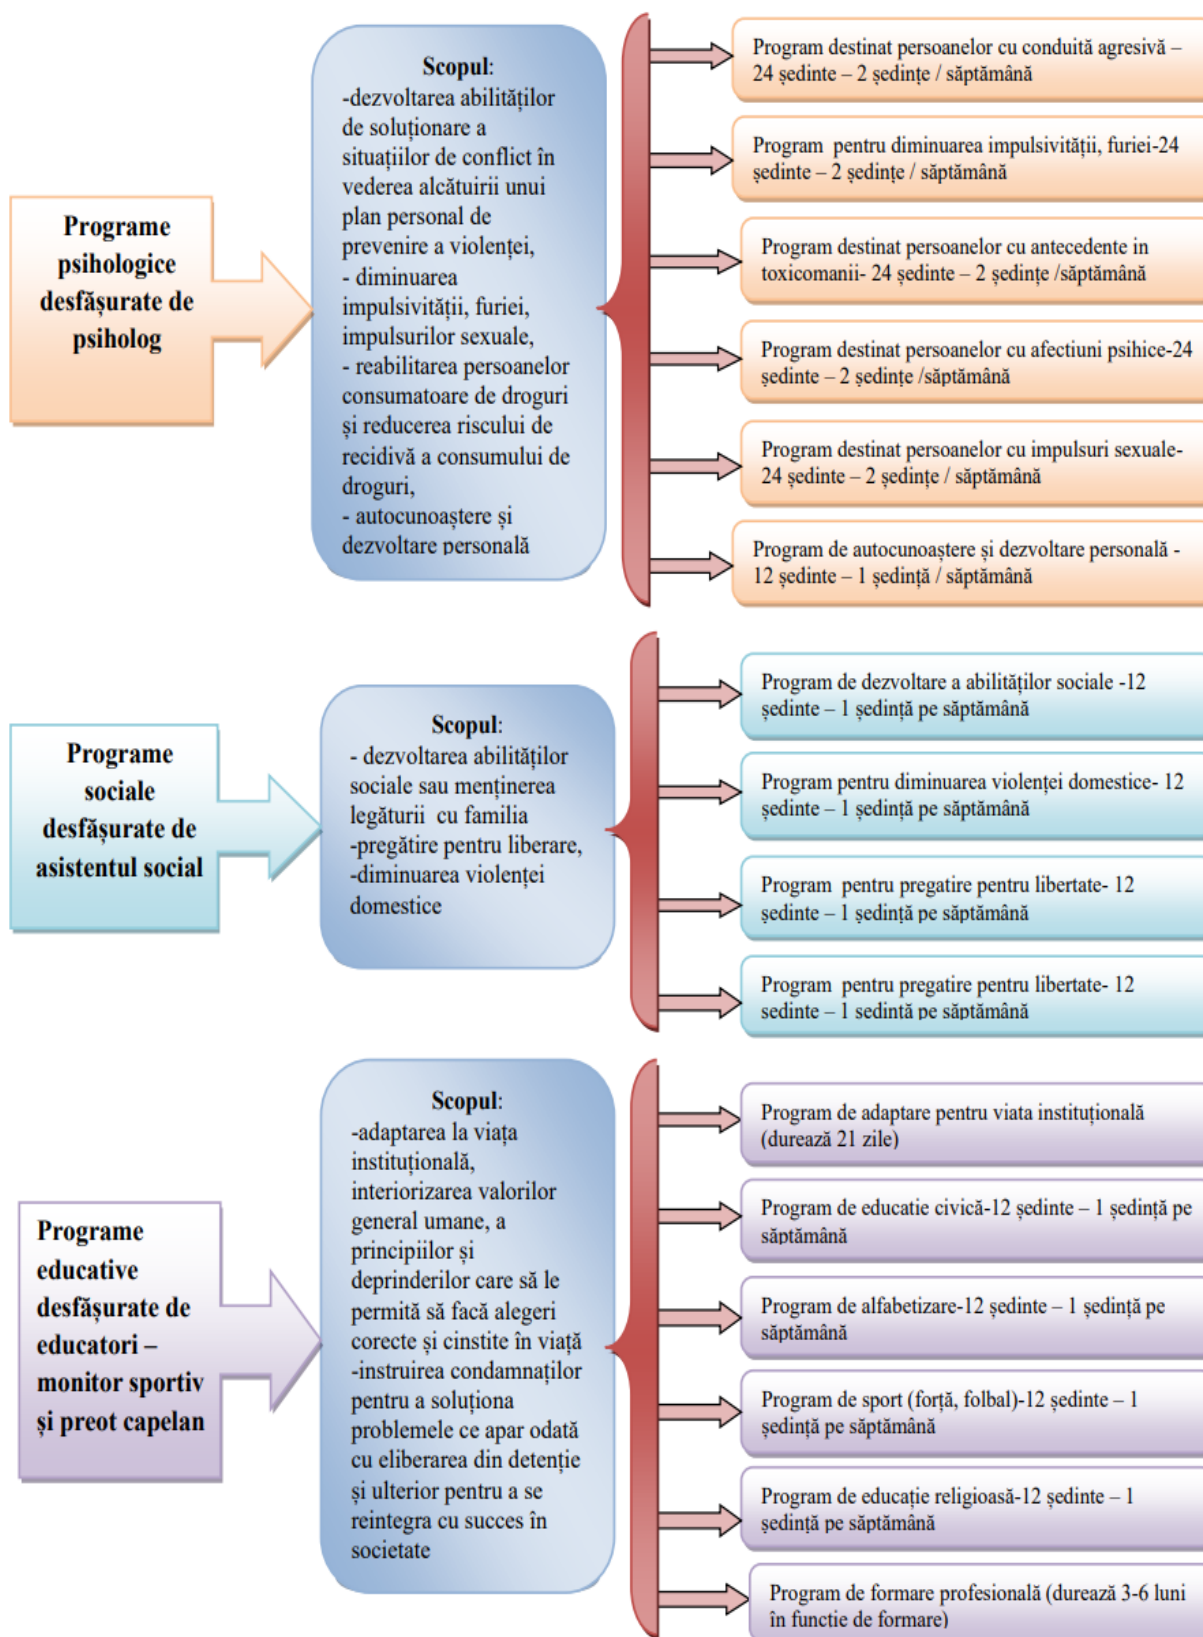 Programe
psihologice
desfășurate de
psiholog
Scopul:
-dezvoltarea abilităților
de soluționare a
situațiilor de conflict în
vederea alcătuirii unui
plan personal de
prevenire a violenței,
- diminuarea
impulsivității, furiei,
impulsurilor sexuale,
- reabilitarea persoanelor
consumatoare de droguri
și reducerea riscului de
recidivă a consumului de
droguri,
- autocunoaștere și
dezvoltare personală
Program destinat persoanelor cu conduită agresivă –
24 ședinte – 2 ședințe / săptămână
Program pentru diminuarea impulsivității, furiei-24
ședinte – 2 ședințe / săptămână
Program destinat persoanelor cu antecedente in
toxicomanii- 24 ședinte – 2 ședințe /săptămână
Program destinat persoanelor cu afectiuni psihice-24
ședinte – 2 ședințe /săptămână
Program destinat persoanelor cu impulsuri sexuale-
24 ședinte – 2 ședințe / săptămână
Program de autocunoaștere și dezvoltare personală -
12 ședinte – 1 ședință / săptămână
Programe
sociale
desfășurate de
asistentul social
Scopul:
- dezvoltarea abilităților
sociale sau menținerea
legăturii cu familia
-pregătire pentru liberare,
-diminuarea violenței
domestice
Program de dezvoltare a abilităților sociale -12
ședinte – 1 ședință pe săptămână
Program pentru diminuarea violenței domestice- 12
ședinte – 1 ședință pe săptămână
Program pentru pregatire pentru libertate- 12
ședinte – 1 ședință pe săptămână
Program pentru pregatire pentru libertate- 12
sedinte – 1 sedintă pe săptămână
Programe
educative
desfășurate de
educatori –
monitor sportiv
și preot capelan
Scopul:
-adaptarea la viața
instituțională,
interiorizarea valorilor
general umane, a
principiilor și
deprinderilor care să le
permită să facă alegeri
corecte și cinstite în viață
-instruirea condamnaților
pentru a soluționa
problemele ce apar odată
cu eliberarea din detenție
și ulterior pentru a se
reintegra cu succes în
societate
Program de adaptare pentru viata instituțională
(durează 21 zile)
Program de educatie civică-12 ședinte – 1 ședință pe
săptămână
Program de alfabetizare-12 ședinte – 1 ședință pe
săptămână
Program de sport (forță, folbal)-12 ședinte – 1
ședință pe săptămână
Program de educație religioasă-12 ședinte – 1
ședință pe săptămână
Program de formare profesională (durează 3-6 luni
în functie de formare)